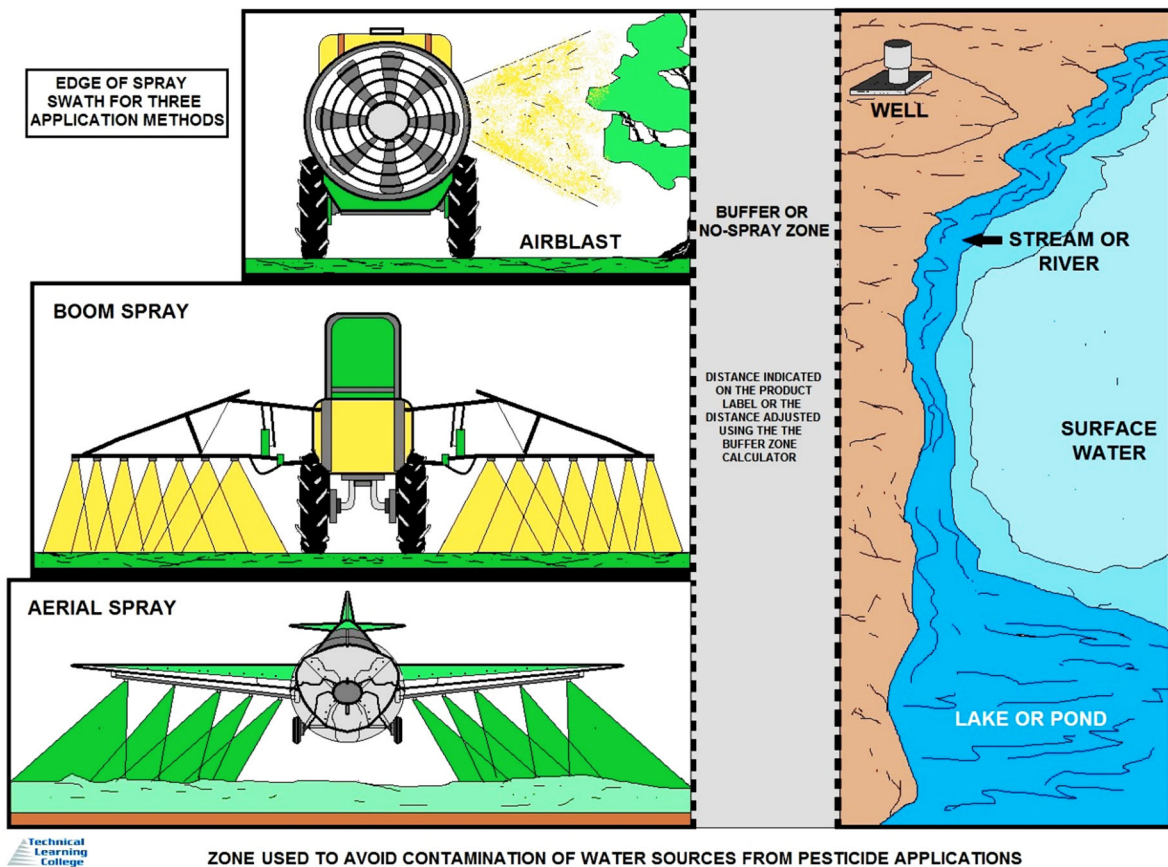 EDGE OF SPRAY
SWATH FOR THREE
APPLICATION METHODS
AIRBLAST
BOOM SPRAY
AERIAL SPRAY
BUFFER OR
NO-SPRAY ZONE
DISTANCE INDICATED
ON THE PRODUCT
LABEL OR THE
DISTANCE ADJUSTED
USING THE THE
BUFFER ZONE
CALCULATOR
WELL
STREAM OR
RIVER
SURFACE
WATER
LAKE OR POND
Technical
Learning
College
ZONE USED TO AVOID CONTAMINATION OF WATER SOURCES FROM PESTICIDE APPLICATIONS